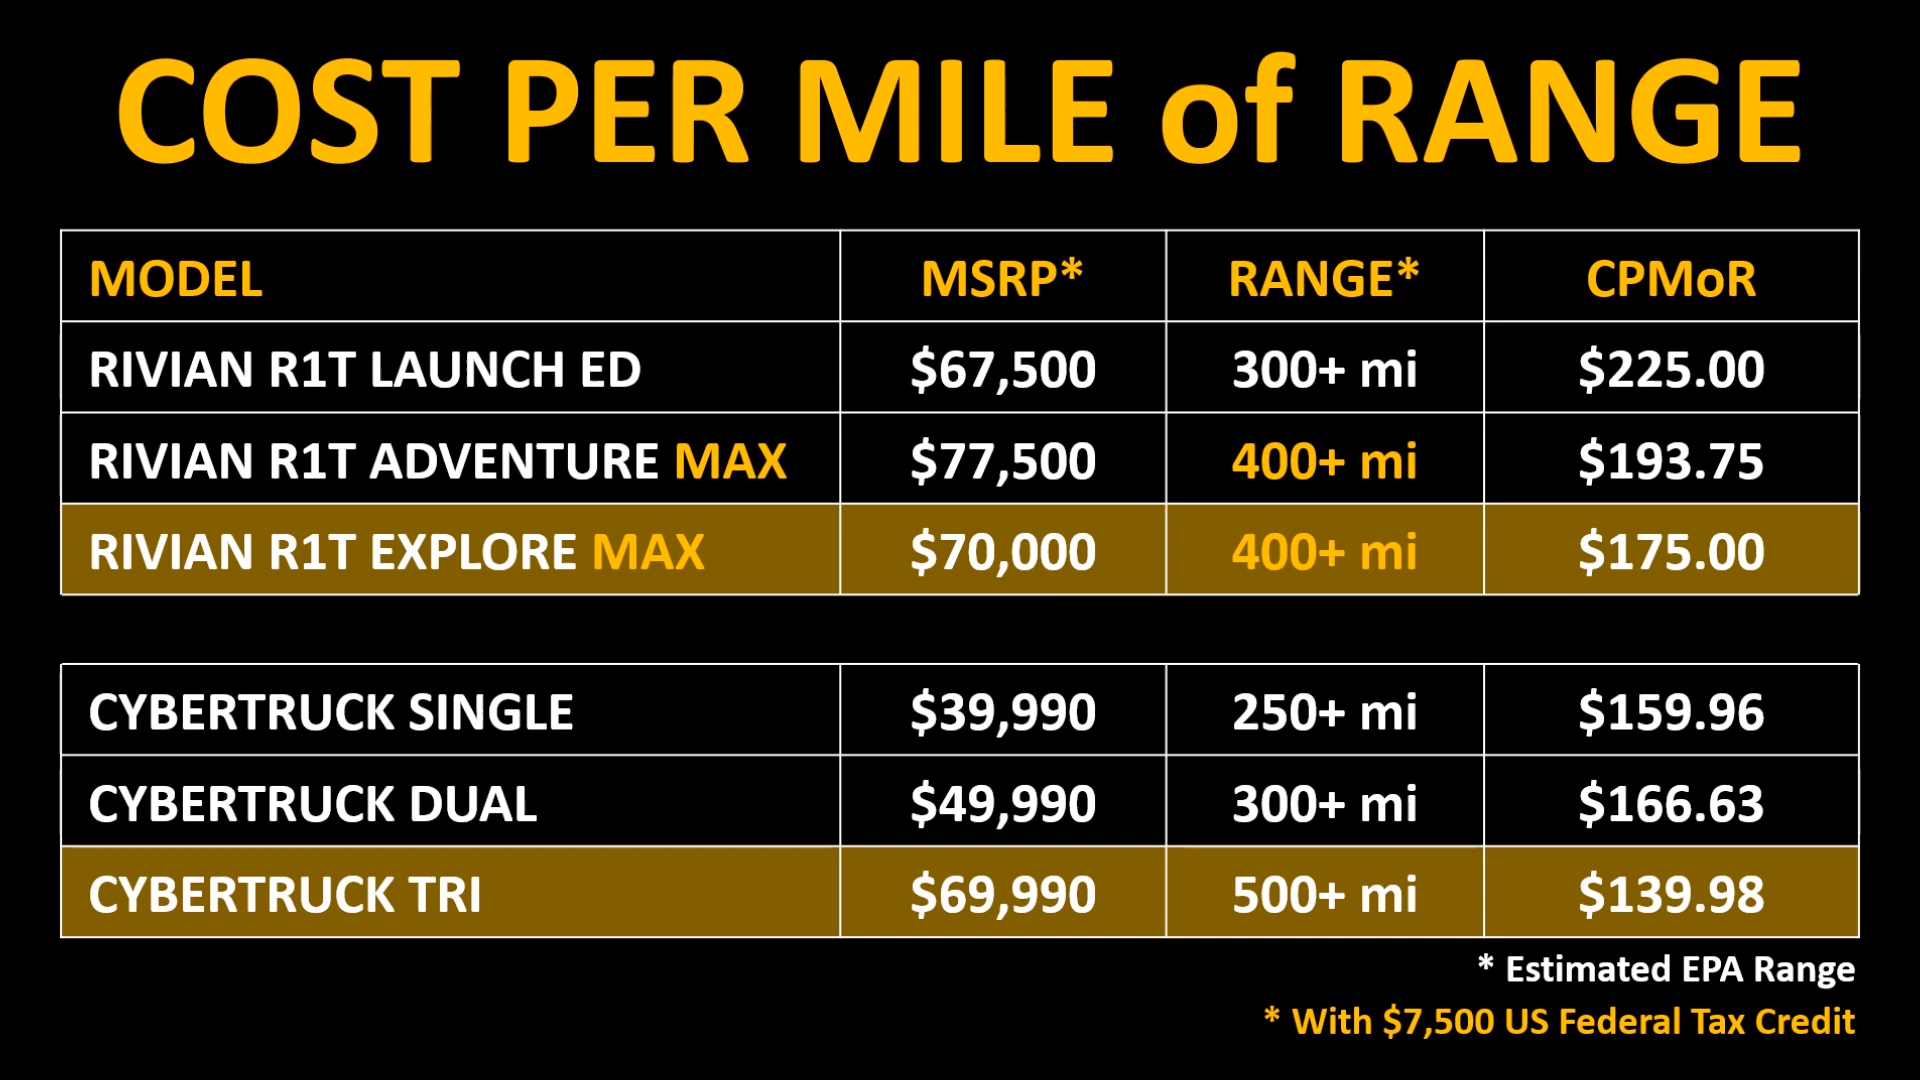 COST PER MILE of RANGE
MODEL MSRP* RANGE* CPMoR
RIVIAN R1T LAUNCH ED $67,500 300+ mi $225.00
RIVIAN R1T ADVENTURE MAX $77,500 400+ mi $193.75
RIVIAN R1T EXPLORE MAX $70,000 400+ mi $175.00
CYBERTRUCK SINGLE $39,990 250+ mi $159.96
CYBERTRUCK DUAL $49,990 300+ mi $166.63
CYBERTRUCK TRI $69,990 500+ mi $139.98
* Estimated EPA Range
* With $7,500 US Federal Tax Credit